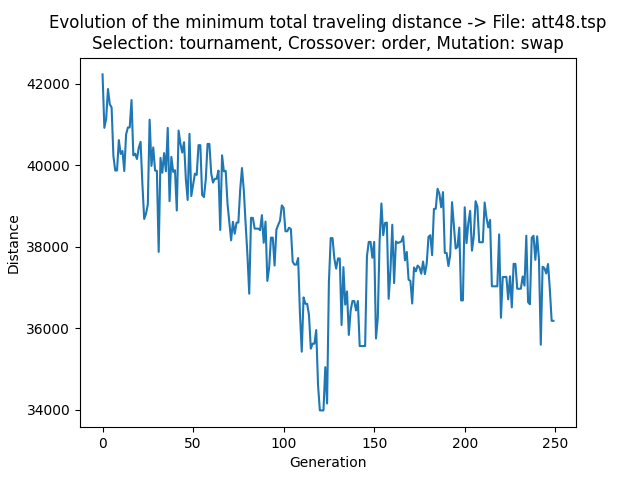 Evolution of the minimum total traveling distance -> File: att48.tsp
Selection: tournament, Crossover: order, Mutation: swap
42000
40000
38000
36000
34000
Distance
0 50 100 150 200 250
Generation